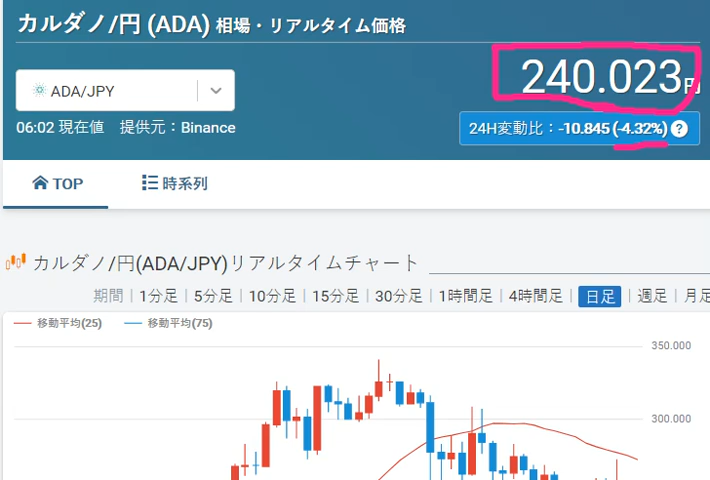 カルダノ/円 (ADA) 相場・リアルタイム価格
240.023円
ADA/JPY
06:02 現在値 提供元：Binance
24H変動比：-10.845 (-4.32%) ?
TOP 時系列
カルダノ/円(ADA/JPY)リアルタイムチャート
期間 | 1分足 | 5分足 | 10分足 | 15分足 | 30分足 | 1時間足 | 4時間足 | 日足 | 週足 | 月足
移動平均(25) 移動平均(75)
350.000
300.000